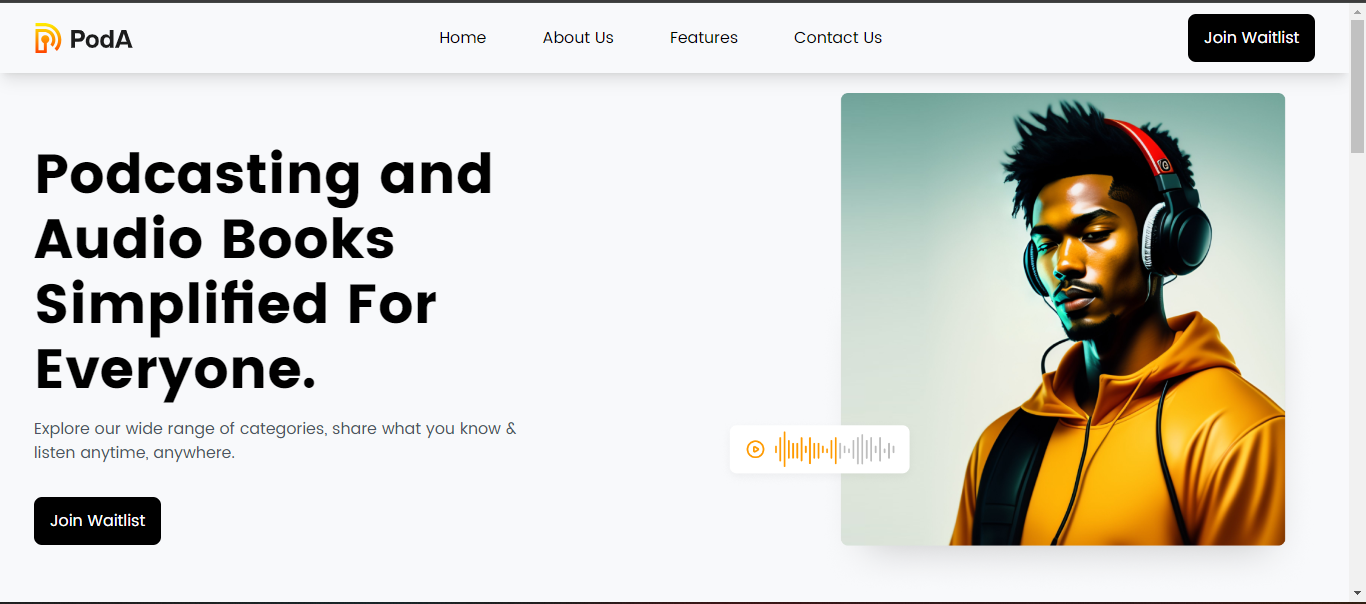 PodA
Home
About Us
Features
Contact Us
Join Waitlist
Podcasting and
Audio Books
Simplified For
Everyone.
Explore our wide range of categories, share what you know &
listen anytime, anywhere.
Join Waitlist